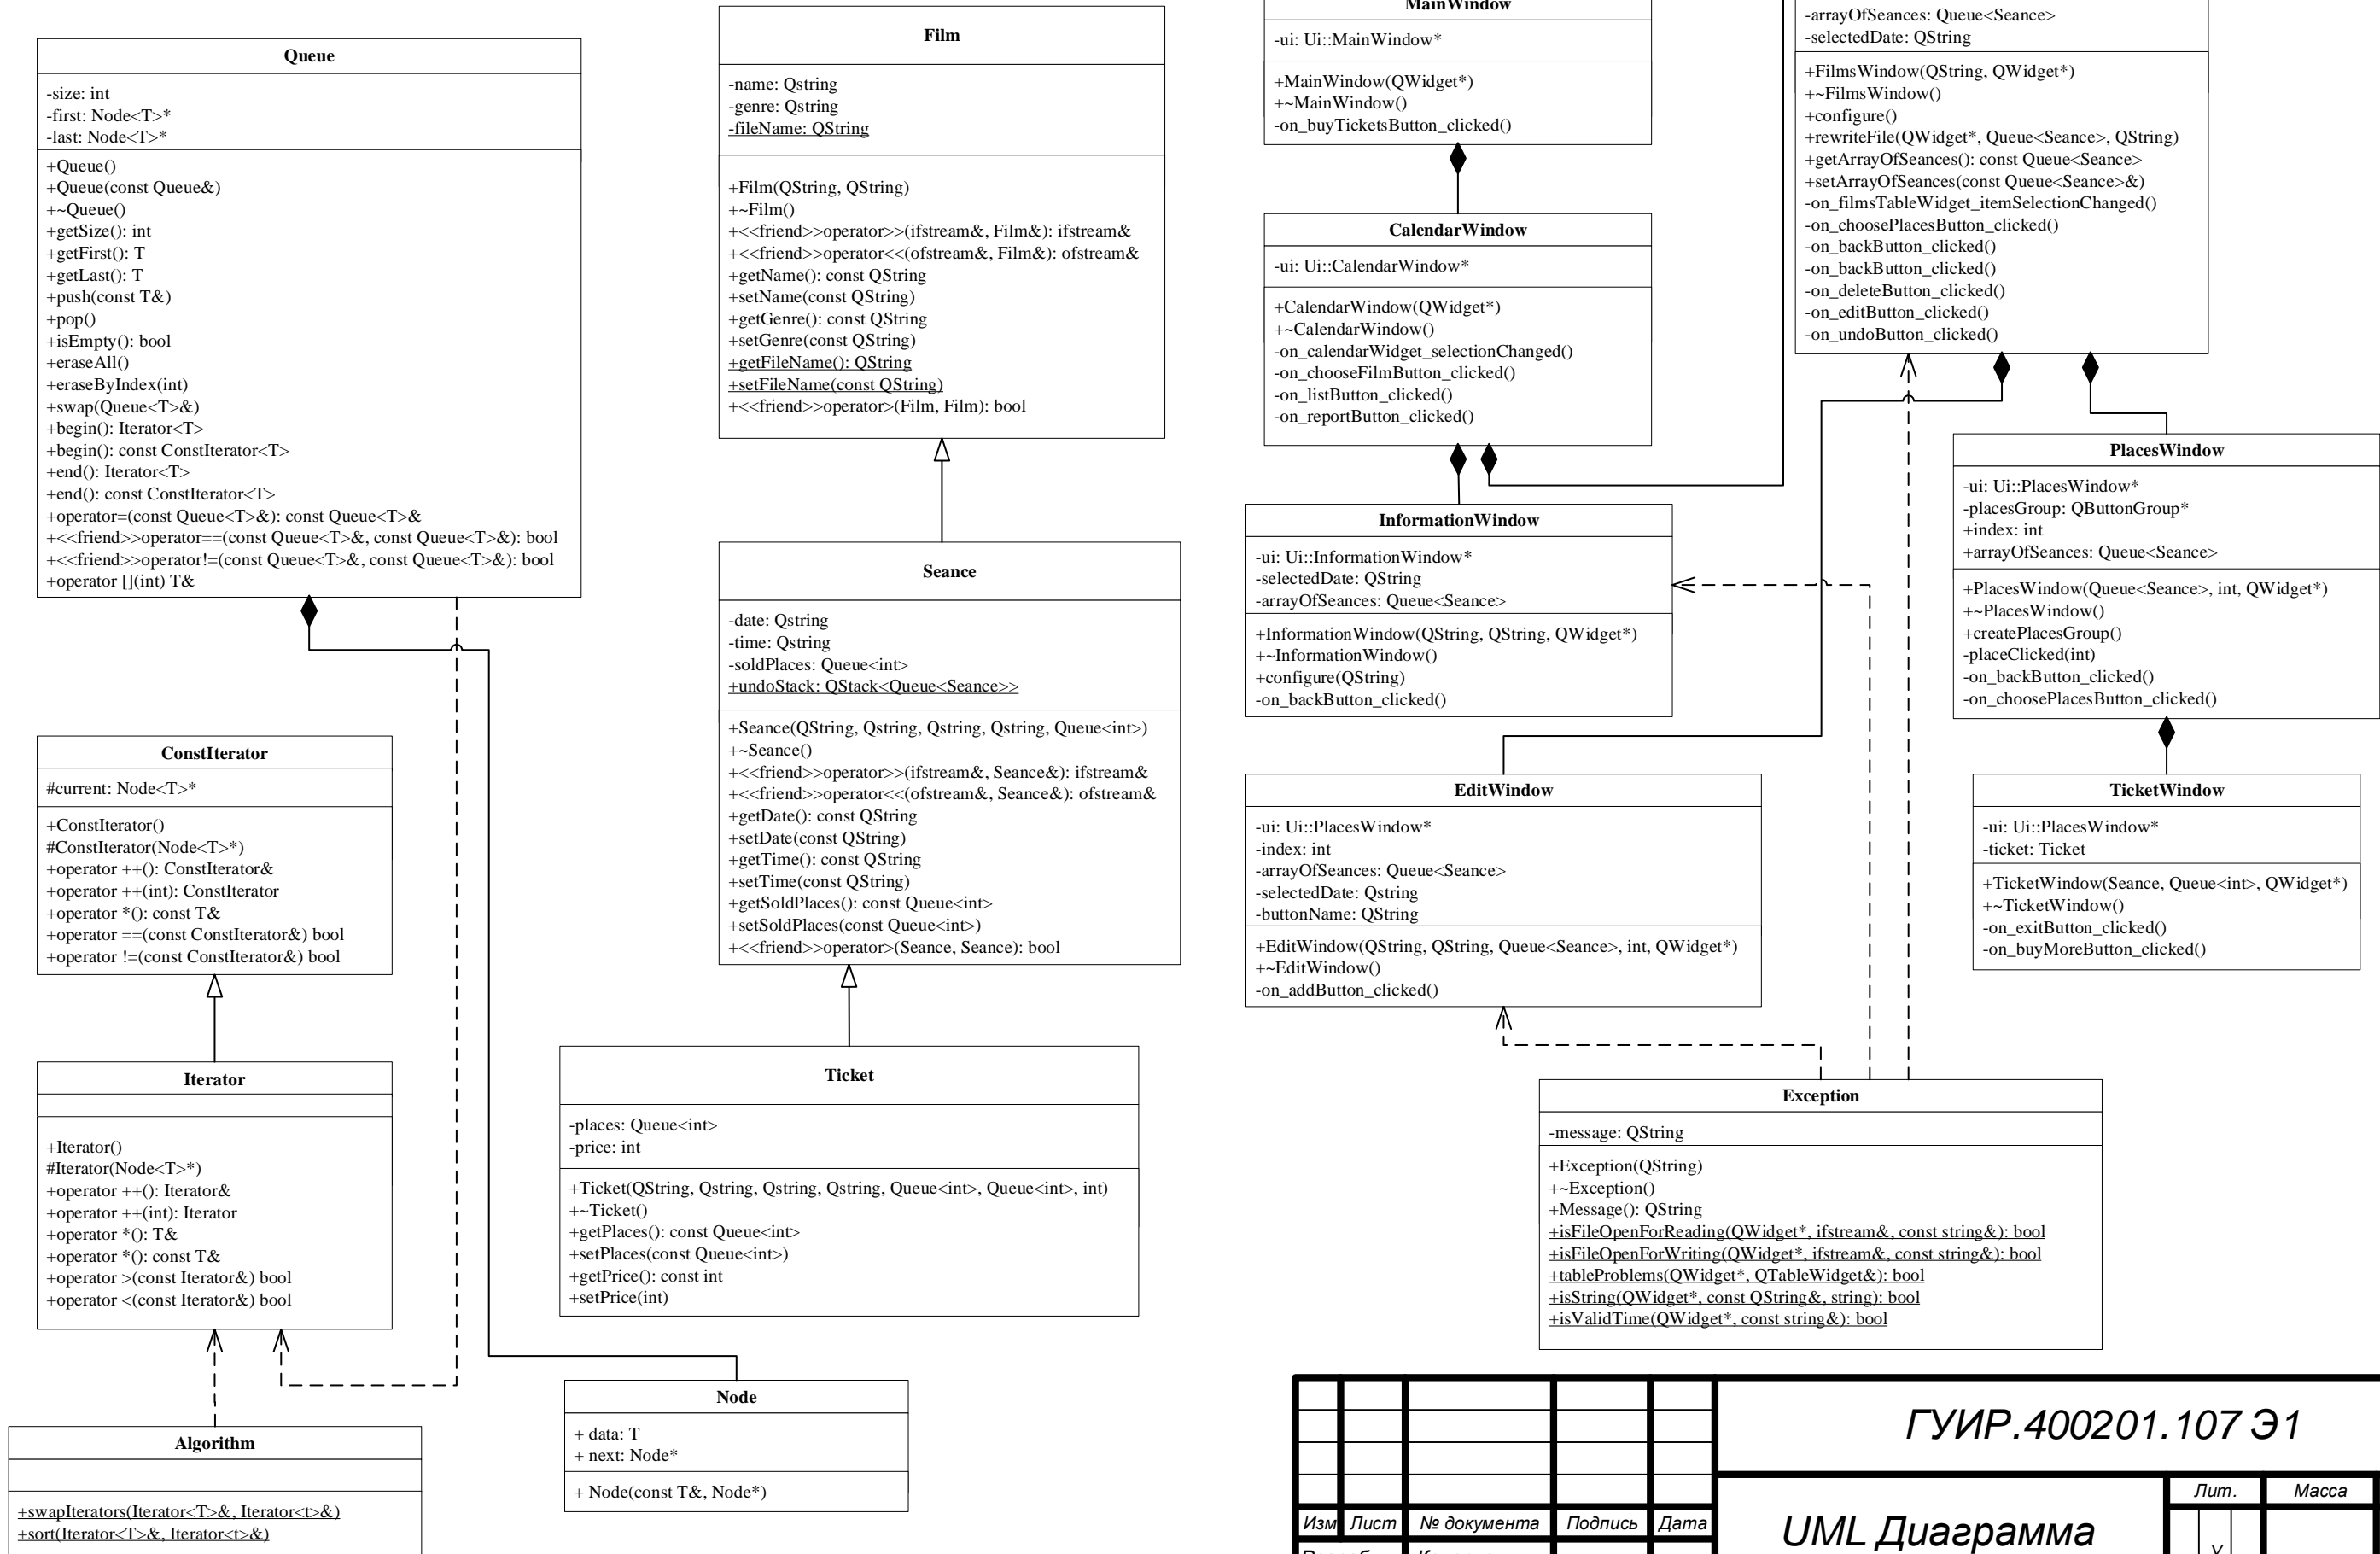 Queue
-size: int
-first: Node<T>*
-last: Node<T>*
+Queue()
+Queue(const Queue&)
+~Queue()
+getSize(): int
+getFirst(): T
+getLast(): T
+push(const T&)
+pop()
+isEmpty(): bool
+eraseAll()
+eraseByIndex(int)
+swap(Queue<T>&)
+begin(): Iterator<T>
+begin(): const ConstIterator<T>
+end(): Iterator<T>
+end(): const ConstIterator<T>
+operator=(const Queue<T>&): const Queue<T>&
+<<friend>>operator==(const Queue<T>&, const Queue<T>&): bool
+<<friend>>operator!=(const Queue<T>&, const Queue<T>&): bool
+operator [](int) T&
ConstIterator
#current: Node<T>*
+ConstIterator()
#ConstIterator(Node<T>*)
+operator ++(): ConstIterator&
+operator ++(int): ConstIterator
+operator *(): const T&
+operator ==(const ConstIterator&) bool
+operator !=(const ConstIterator&) bool
Iterator
+Iterator()
#Iterator(Node<T>*)
+operator ++(): Iterator&
+operator ++(int): Iterator
+operator *(): T&
+operator *(): const T&
+operator >(const Iterator&) bool
+operator <(const Iterator&) bool
Algorithm
+swapIterators(Iterator<T>&, Iterator<t>&)
+sort(Iterator<T>&, Iterator<t>&)
Film
-name: Qstring
-genre: Qstring
-fileName: QString
+Film(QString, QString)
+~Film()
+<<friend>>operator>>(ifstream&, Film&): ifstream&
+<<friend>>operator<<(ofstream&, Film&): ofstream&
+getName(): const QString
+setName(const QString)
+getGenre(): const QString
+setGenre(const QString)
+getFileName(): QString
+setFileName(const QString)
+<<friend>>operator>(Film, Film): bool
Seance
-date: Qstring
-time: Qstring
-soldPlaces: Queue<int>
+undoStack: QStack<Queue<Seance>>
+Seance(QString, Qstring, Qstring, Qstring, Queue<int>)
+~Seance()
+<<friend>>operator>>(ifstream&, Seance&): ifstream&
+<<friend>>operator<<(ofstream&, Seance&): ofstream&
+getDate(): const QString
+setDate(const QString)
+getTime(): const QString
+setTime(const QString)
+getSoldPlaces(): const Queue<int>
+setSoldPlaces(const Queue<int>)
+<<friend>>operator>(Seance, Seance): bool
Ticket
-places: Queue<int>
-price: int
+Ticket(QString, Qstring, Qstring, Qstring, Queue<int>, Queue<int>, int)
+~Ticket()
+getPlaces(): const Queue<int>
+setPlaces(const Queue<int>)
+getPrice(): const int
+setPrice(int)
Node
+ data: T
+ next: Node*
+ Node(const T&, Node*)
MainWindow
-ui: Ui::MainWindow*
+MainWindow(QWidget*)
+~MainWindow()
-on_buyTicketsButton_clicked()
CalendarWindow
-ui: Ui::CalendarWindow*
+CalendarWindow(QWidget*)
+~CalendarWindow()
-on_calendarWidget_selectionChanged()
-on_chooseFilmButton_clicked()
-on_listButton_clicked()
-on_reportButton_clicked()
InformationWindow
-ui: Ui::InformationWindow*
-selectedDate: QString
-arrayOfSeances: Queue<Seance>
+InformationWindow(QString, QString, QWidget*)
+~InformationWindow()
+configure(QString)
-on_backButton_clicked()
EditWindow
-ui: Ui::PlacesWindow*
-index: int
-arrayOfSeances: Queue<Seance>
-selectedDate: Qstring
-buttonName: QString
+EditWindow(QString, QString, Queue<Seance>, int, QWidget*)
+~EditWindow()
-on_addButton_clicked()
-arrayOfSeances: Queue<Seance>
-selectedDate: QString
+FilmsWindow(QString, QWidget*)
+~FilmsWindow()
+configure()
+rewriteFile(QWidget*, Queue<Seance>, QString)
+getArrayOfSeances(): const Queue<Seance>
+setArrayOfSeances(const Queue<Seance>&)
-on_filmsTableWidget_itemSelectionChanged()
-on_choosePlacesButton_clicked()
-on_backButton_clicked()
-on_backButton_clicked()
-on_deleteButton_clicked()
-on_editButton_clicked()
-on_undoButton_clicked()
PlacesWindow
-ui: Ui::PlacesWindow*
-placesGroup: QButtonGroup*
+index: int
+arrayOfSeances: Queue<Seance>
+PlacesWindow(Queue<Seance>, int, QWidget*)
+~PlacesWindow()
+createPlacesGroup()
-placeClicked(int)
-on_backButton_clicked()
-on_choosePlacesButton_clicked()
TicketWindow
-ui: Ui::PlacesWindow*
-ticket: Ticket
+TicketWindow(Seance, Queue<int>, QWidget*)
+~TicketWindow()
-on_exitButton_clicked()
-on_buyMoreButton_clicked()
Exception
-message: QString
+Exception(QString)
+~Exception()
+Message(): QString
+isFileOpenForReading(QWidget*, ifstream&, const string&): bool
+isFileOpenForWriting(QWidget*, ifstream&, const string&): bool
+tableProblems(QWidget*, QTableWidget&): bool
+isString(QWidget*, const QString&, string): bool
+isValidTime(QWidget*, const string&): bool
ГУИР.400201.107 Э1
Лит. Масса
Изм Лист № документа Подпись Дата
UML Диаграмма
У